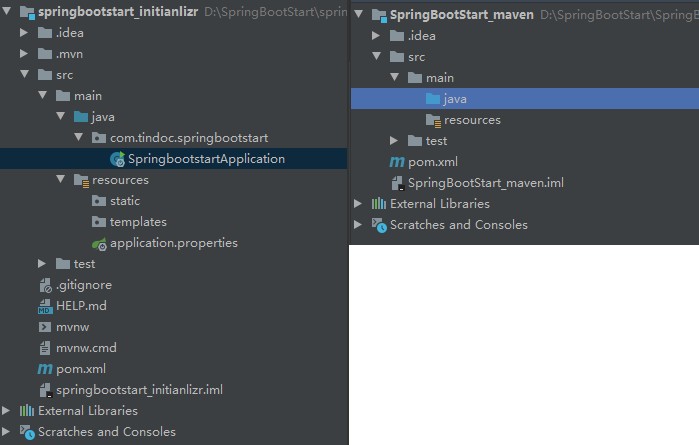 springbootstart_initianlizr D:\SpringBootStart\sprin
.idea
.mvn
src
main
java
com.tindoc.springbootstart
SpringbootstartApplication
resources
static
templates
application.properties
test
.gitignore
HELP.md
mvnw
mvnw.cmd
pom.xml
springbootstart_initianlizr.iml
External Libraries
Scratches and Consoles
SpringBootStart_maven D:\SpringBootStart\SpringB
.idea
src
main
java
resources
test
pom.xml
SpringBootStart_maven.iml
External Libraries
Scratches and Consoles